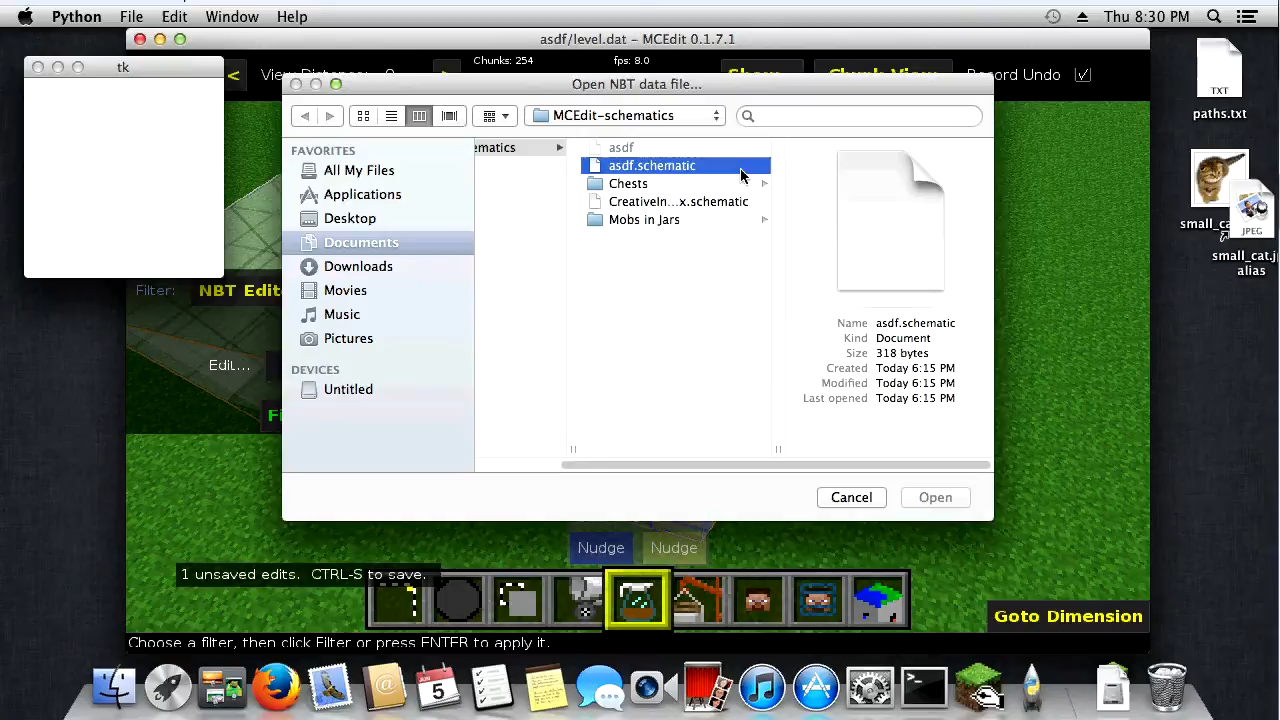 Python File Edit Window Help Thu 8:30 PM
asdf/level.dat – MCEdit 0.1.7.1
Chunks: 254 fps: 8.0
< > Record Undo
tk
Open NBT data file...
MCEdit-schematics
FAVORITES
All My Files
Applications
Desktop
Documents
Downloads
Movies
Music
Pictures
DEVICES
Untitled
ematics
asdf
asdf.schematic
Chests
CreativeIn...x.schematic
Mobs in Jars
Name asdf.schematic
Kind Document
Size 318 bytes
Created Today 6:15 PM
Modified Today 6:15 PM
Last opened Today 6:15 PM
Cancel Open
Filter: NBT Edit
Edit...
Fi
Nudge Nudge
1 unsaved edits. CTRL-S to save.
Goto Dimension
Choose a filter, then click Filter or press ENTER to apply it.
TXT
paths.txt
small_ca
JPEG
small_cat.j
alias
JUN
5